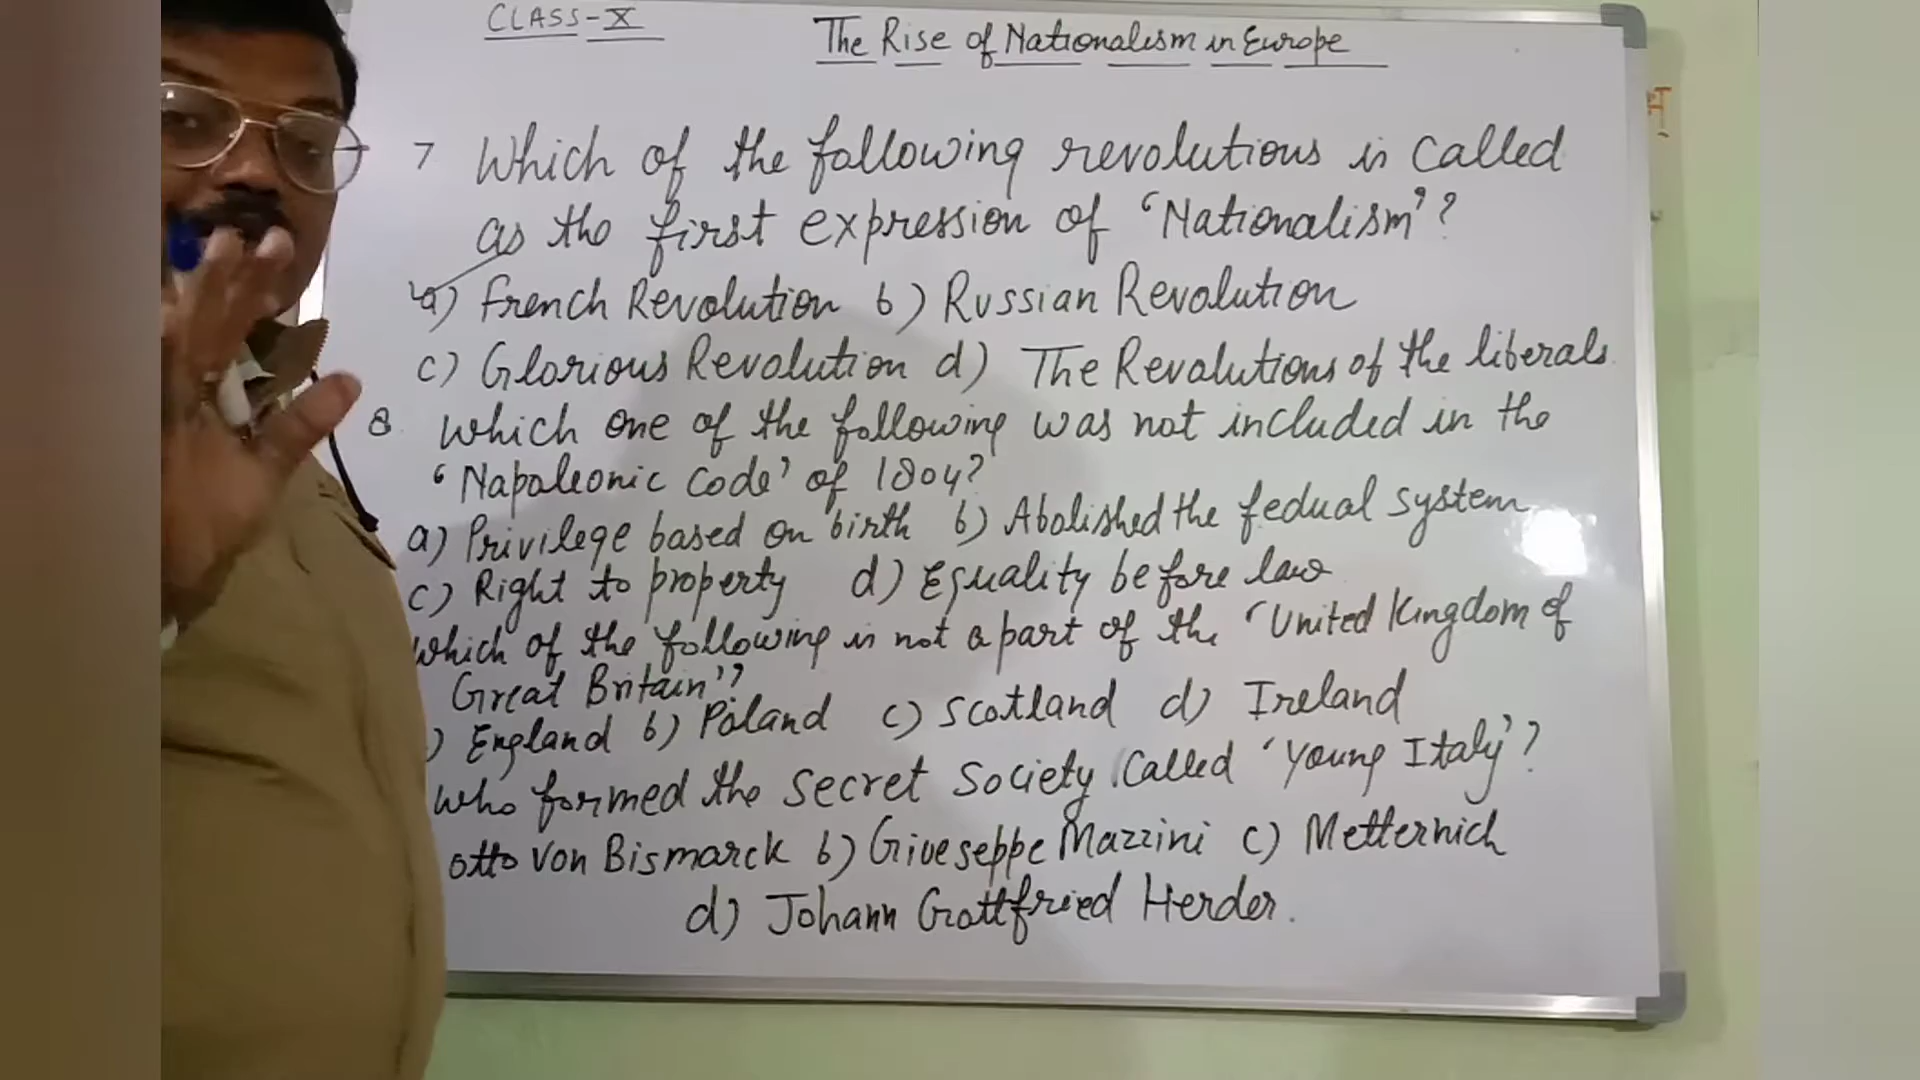 CLASS-X
The Rise of Nationalism in Europe
7 Which of the following revolutions is called
as the first expression of 'Nationalism'?
a) French Revolution b) Russian Revolution
c) Glorious Revolution d) The Revolutions of the liberals
8. Which one of the following was not included in the
'Napoleonic Code' of 1804?
a) Privilege based on birth b) Abolished the fedual system
c) Right to property d) Equality before law
Which of the following is not a part of the 'United Kingdom of
Great Britain'?
) England b) Poland c) Scotland d) Ireland
Who formed the Secret Society Called 'Young Italy'?
otto von Bismarck b) Giueseppe Mazzini c) Metternich
d) Johann Gottfried Herder.